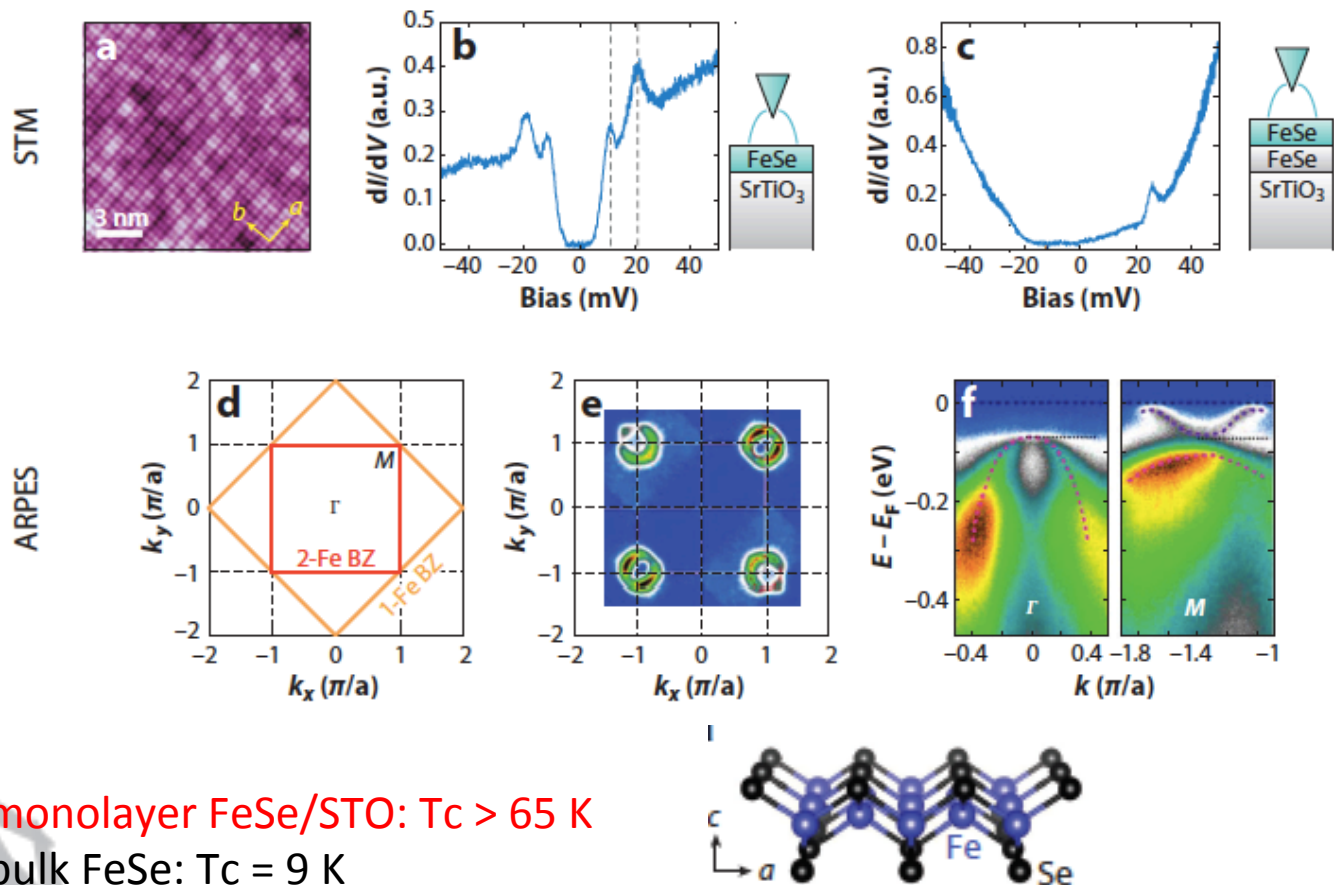 STM
a
3 nm
b
a
b
dI/dV (a.u.)
0.5
0.4
0.3
0.2
0.1
0.0
−40 −20 0 20 40
Bias (mV)
FeSe
SrTiO3
c
dI/dV (a.u.)
0.8
0.6
0.4
0.2
0.0
−40 −20 0 20 40
Bias (mV)
FeSe
FeSe
SrTiO3
ARPES
d
ky (π/a)
2
1
0
−1
−2
M
Γ
2-Fe BZ
1-Fe BZ
−2 −1 0 1 2
kx (π/a)
e
ky (π/a)
2
1
0
−1
−2
−2 −1 0 1 2
kx (π/a)
f
E − EF (eV)
0
−0.2
−0.4
Γ
M
−0.4 0 0.4 −1.8 −1.4 −1
k (π/a)
monolayer FeSe/STO: Tc > 65 K
bulk FeSe: Tc = 9 K
c
a
Fe
Se